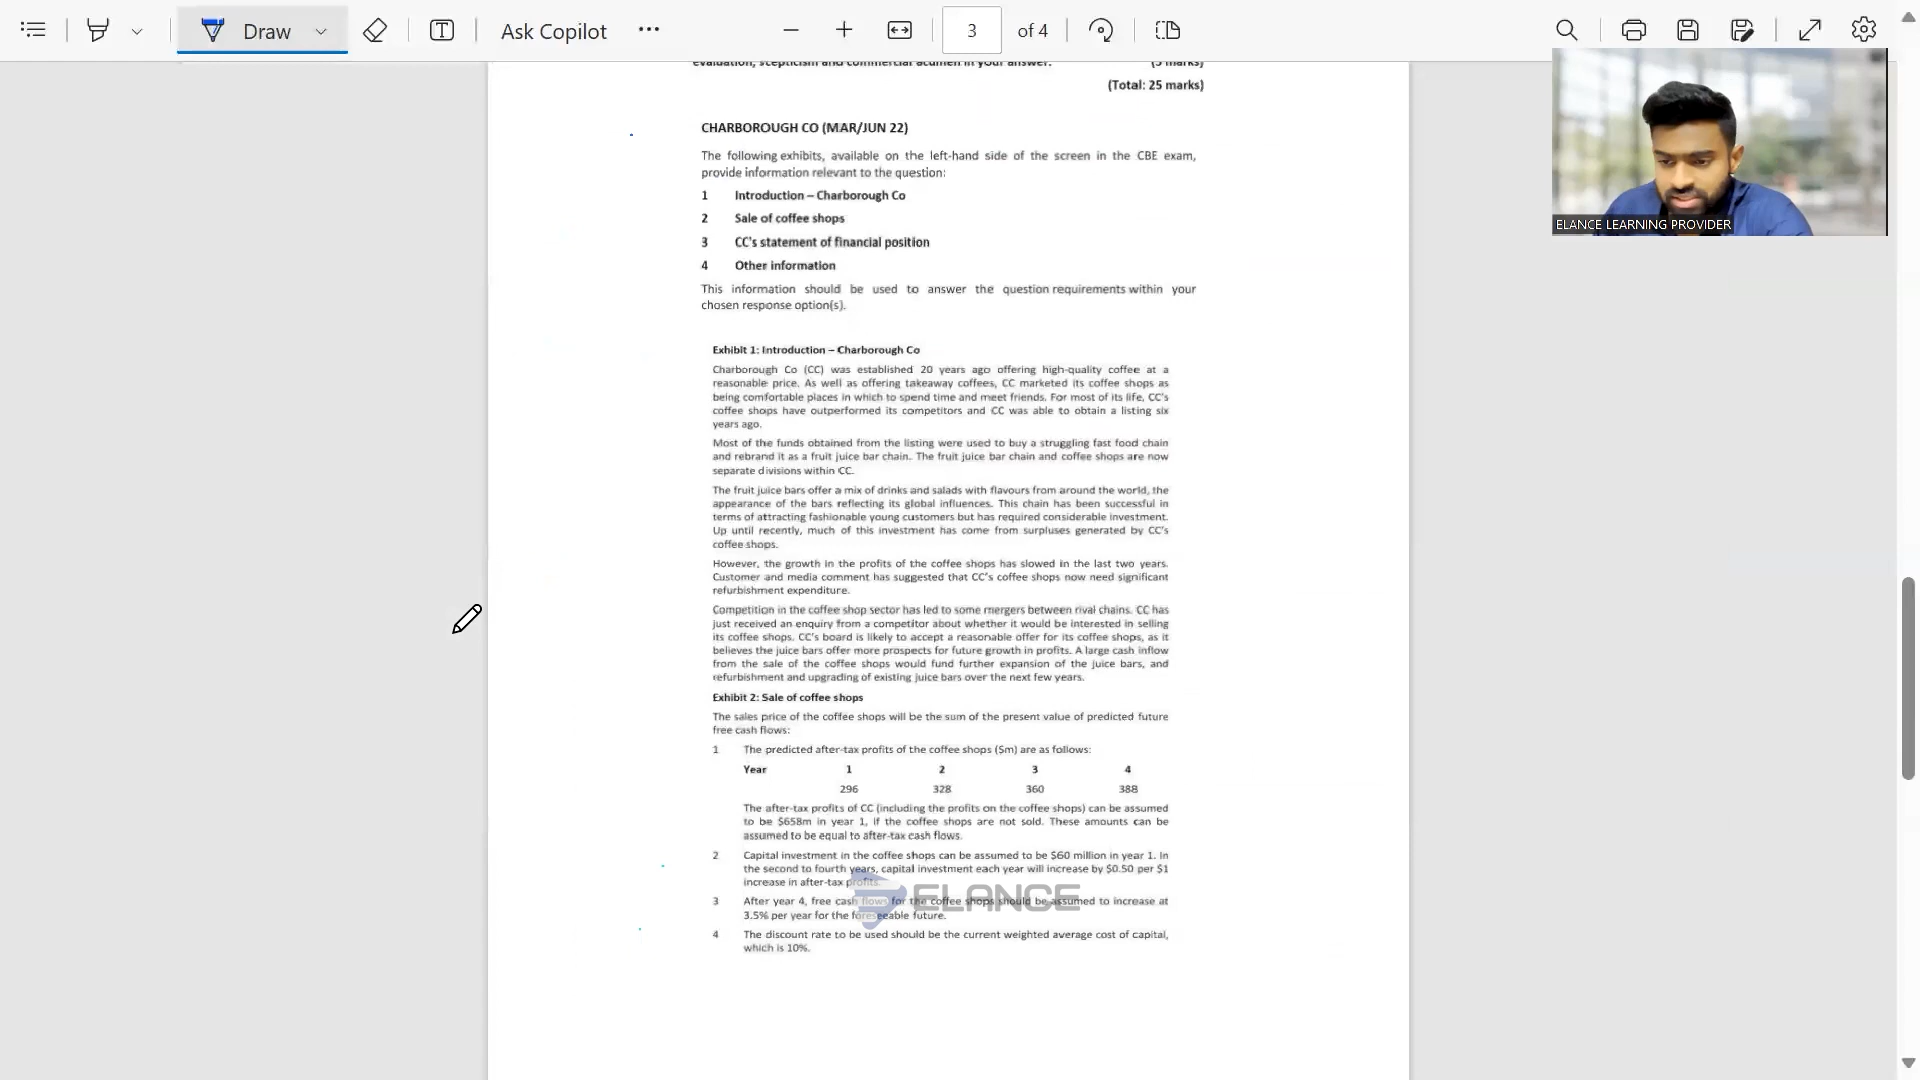 Draw
Ask Copilot
3 of 4
evaluation, scepticism and commercial acumen in your answer. (5 marks)
(Total: 25 marks)
CHARBOROUGH CO (MAR/JUN 22)
The following exhibits, available on the left-hand side of the screen in the CBE exam,
provide information relevant to the question:
1 Introduction – Charborough Co
2 Sale of coffee shops
3 CC's statement of financial position
4 Other information
This information should be used to answer the question requirements within your
chosen response option(s).
Exhibit 1: Introduction – Charborough Co
Charborough Co (CC) was established 20 years ago offering high-quality coffee at a
reasonable price. As well as offering takeaway coffees, CC marketed its coffee shops as
being comfortable places in which to spend time and meet friends. For most of its life, CC's
coffee shops have outperformed its competitors and CC was able to obtain a listing six
years ago.
Most of the funds obtained from the listing were used to buy a struggling fast food chain
and rebrand it as a fruit juice bar chain. The fruit juice bar chain and coffee shops are now
separate divisions within CC.
The fruit juice bars offer a mix of drinks and salads with flavours from around the world, the
appearance of the bars reflecting its global influences. This chain has been successful in
terms of attracting fashionable young customers but has required considerable investment.
Up until recently, much of this investment has come from surpluses generated by CC's
coffee shops.
However, the growth in the profits of the coffee shops has slowed in the last two years.
Customer and media comment has suggested that CC's coffee shops now need significant
refurbishment expenditure.
Competition in the coffee shop sector has led to some mergers between rival chains. CC has
just received an enquiry from a competitor about whether it would be interested in selling
its coffee shops. CC's board is likely to accept a reasonable offer for its coffee shops, as it
believes the juice bars offer more prospects for future growth in profits. A large cash inflow
from the sale of the coffee shops would fund further expansion of the juice bars, and
refurbishment and upgrading of existing juice bars over the next few years.
Exhibit 2: Sale of coffee shops
The sales price of the coffee shops will be the sum of the present value of predicted future
free cash flows:
1 The predicted after-tax profits of the coffee shops ($m) are as follows:
Year 1 2 3 4
296 328 360 388
The after-tax profits of CC (including the profits on the coffee shops) can be assumed
to be $658m in year 1, if the coffee shops are not sold. These amounts can be
assumed to be equal to after-tax cash flows.
2 Capital investment in the coffee shops can be assumed to be $60 million in year 1. In
the second to fourth years, capital investment each year will increase by $0.50 per $1
increase in after-tax profits.
3 After year 4, free cash flows for the coffee shops should be assumed to increase at
3.5% per year for the foreseeable future.
4 The discount rate to be used should be the current weighted average cost of capital,
which is 10%.
ELANCE
ELANCE LEARNING PROVIDER